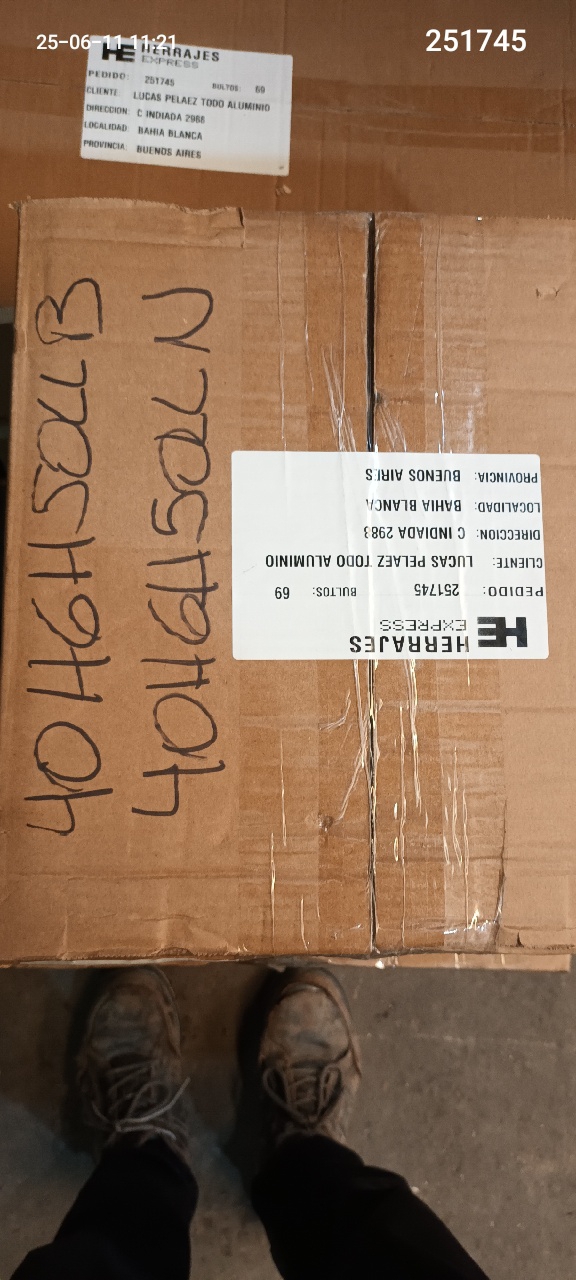 25-06-11 11:21
251745
HE HERRAJES
EXPRESS
PEDIDO: 251745 BULTOS: 69
CLIENTE: LUCAS PELAEZ TODO ALUMINIO
DIRECCION: C INDIADA 2988
LOCALIDAD: BAHIA BLANCA
PROVINCIA: BUENOS AIRES
40H6H50LLB
40H6H50LLN
HE HERRAJES
EXPRESS
PEDIDO: 251745 BULTOS: 69
CLIENTE: LUCAS PELAEZ TODO ALUMINIO
DIRECCION: C INDIADA 2983
LOCALIDAD: BAHIA BLANCA
PROVINCIA: BUENOS AIRES